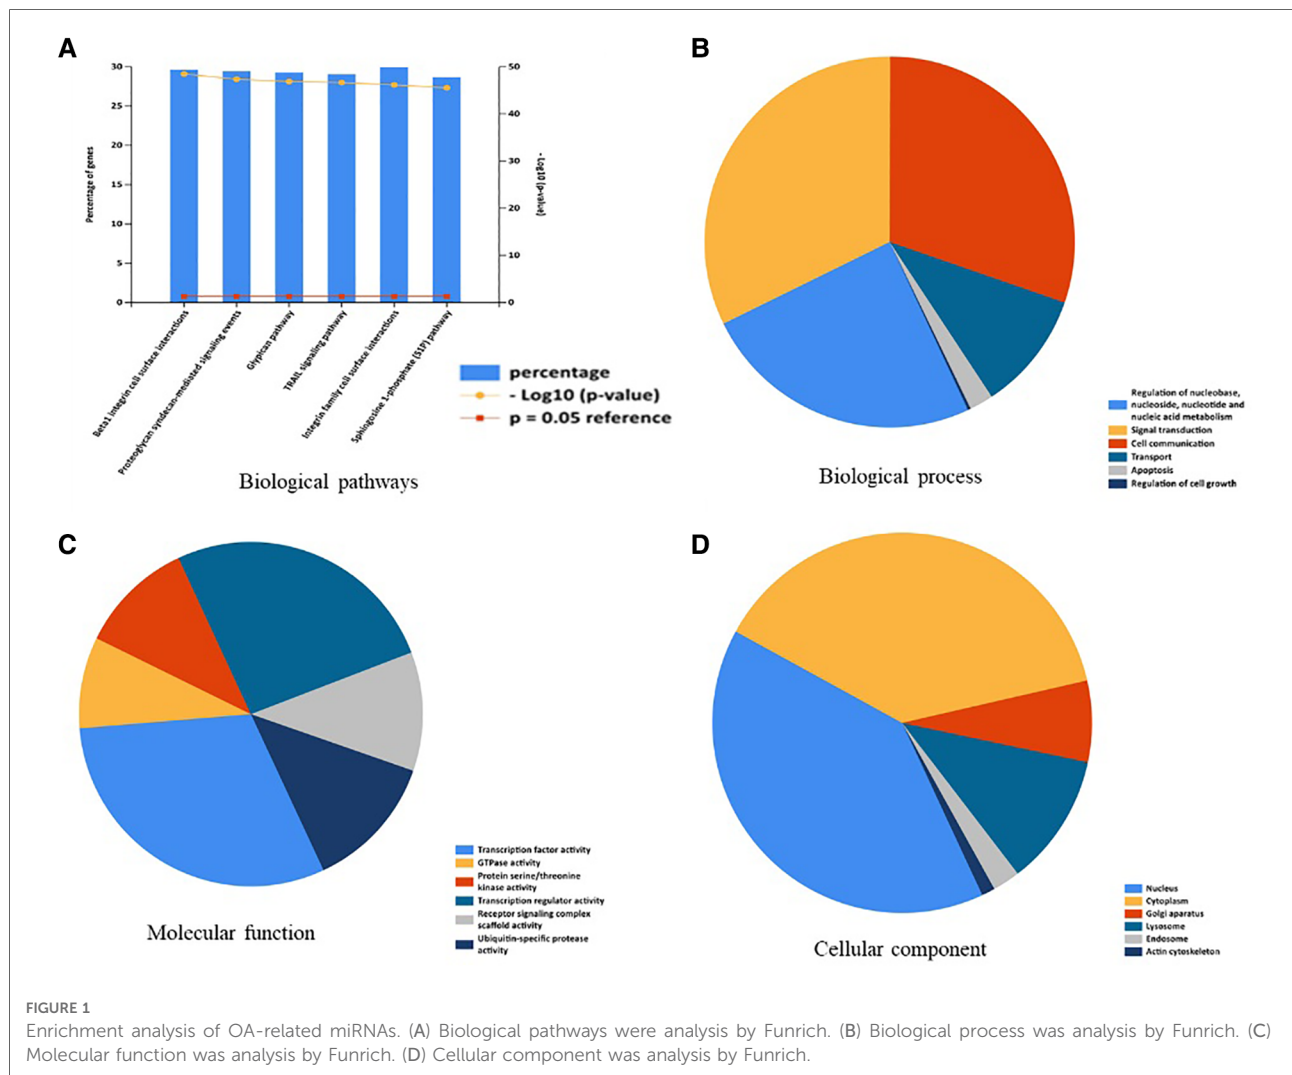 A
30
25
20
15
10
5
0
Percentage of genes
50
40
30
20
10
0
- Log10 (p-value)
Beta1 integrin cell surface interactions
Proteoglycan syndecan-mediated signaling events
Glypican pathway
TRAIL signaling pathway
Integrin family cell surface interactions
Sphingosine 1-phosphate (S1P) pathway
percentage
- Log10 (p-value)
p = 0.05 reference
Biological pathways
B
Regulation of nucleobase,
nucleoside, nucleotide and
nucleic acid metabolism
Signal transduction
Cell communication
Transport
Apoptosis
Regulation of cell growth
Biological process
C
Transcription factor activity
GTPase activity
Protein serine/threonine
kinase activity
Transcription regulator activity
Receptor signaling complex
scaffold activity
Ubiquitin-specific protease
activity
Molecular function
D
Nucleus
Cytoplasm
Golgi aparatus
Lysosome
Endosome
Actin cytoskeleton
Cellular component
FIGURE 1
Enrichment analysis of OA-related miRNAs. (A) Biological pathways were analysis by Funrich. (B) Biological process was analysis by Funrich. (C)
Molecular function was analysis by Funrich. (D) Cellular component was analysis by Funrich.